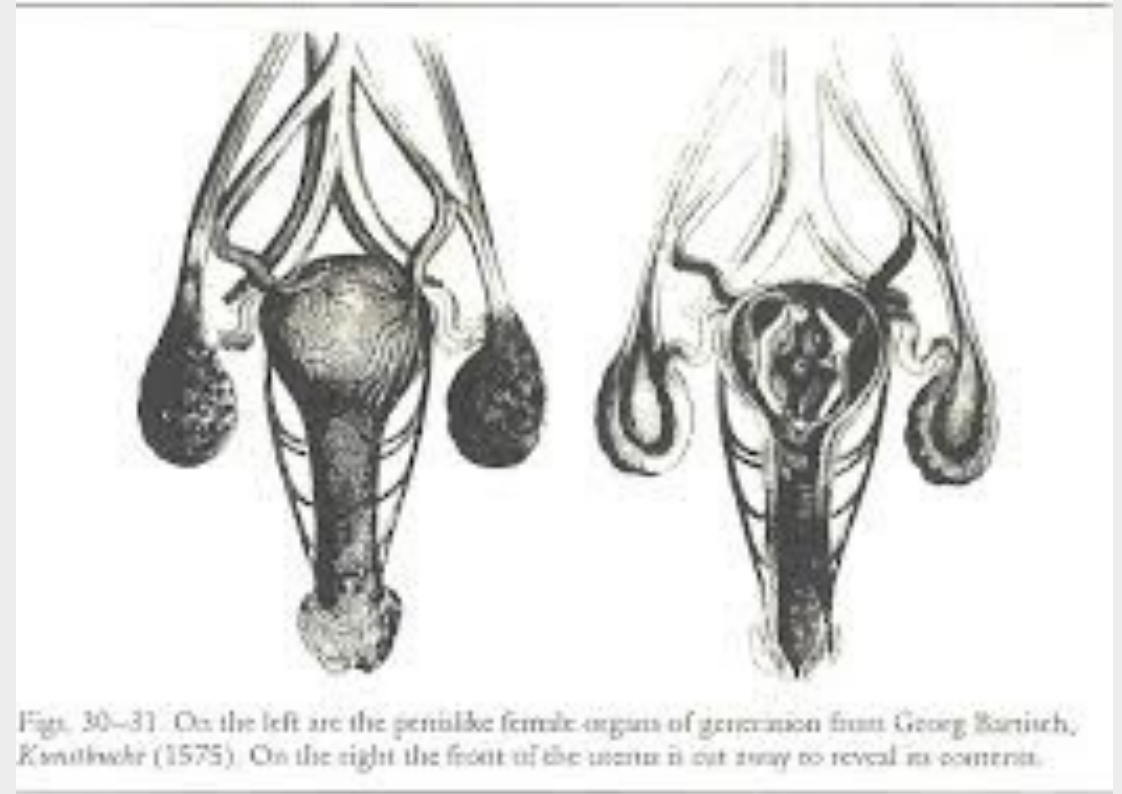 Figs. 30–31. On the left are the penislike female organs of generation from Georg Bartisch,
Kunstbuche (1575). On the right the front of the uterus is cut away to reveal its contents.